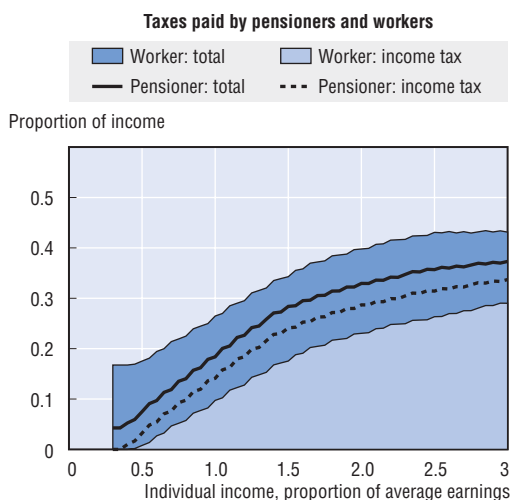 Taxes paid by pensioners and workers
Worker: total Worker: income tax
Pensioner: total Pensioner: income tax
Proportion of income
0.5
0.4
0.3
0.2
0.1
0
0 0.5 1.0 1.5 2.0 2.5 3
Individual income, proportion of average earnings